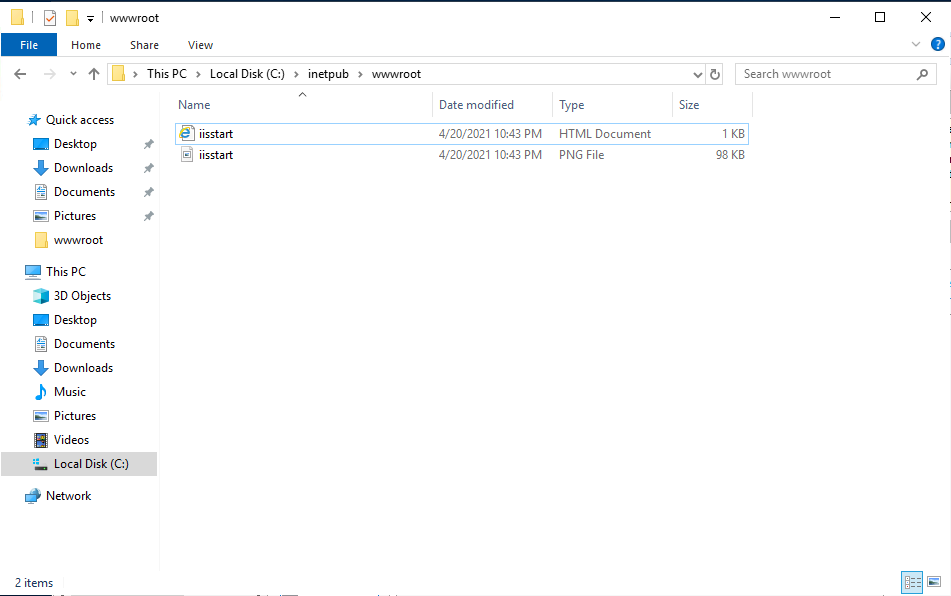 wwwroot
File Home Share View
This PC Local Disk (C:) inetpub wwwroot Search wwwroot
Name Date modified Type Size
iisstart 4/20/2021 10:43 PM HTML Document 1 KB
iisstart 4/20/2021 10:43 PM PNG File 98 KB
Quick access
Desktop
Downloads
Documents
Pictures
wwwroot
This PC
3D Objects
Desktop
Documents
Downloads
Music
Pictures
Videos
Local Disk (C:)
Network
2 items